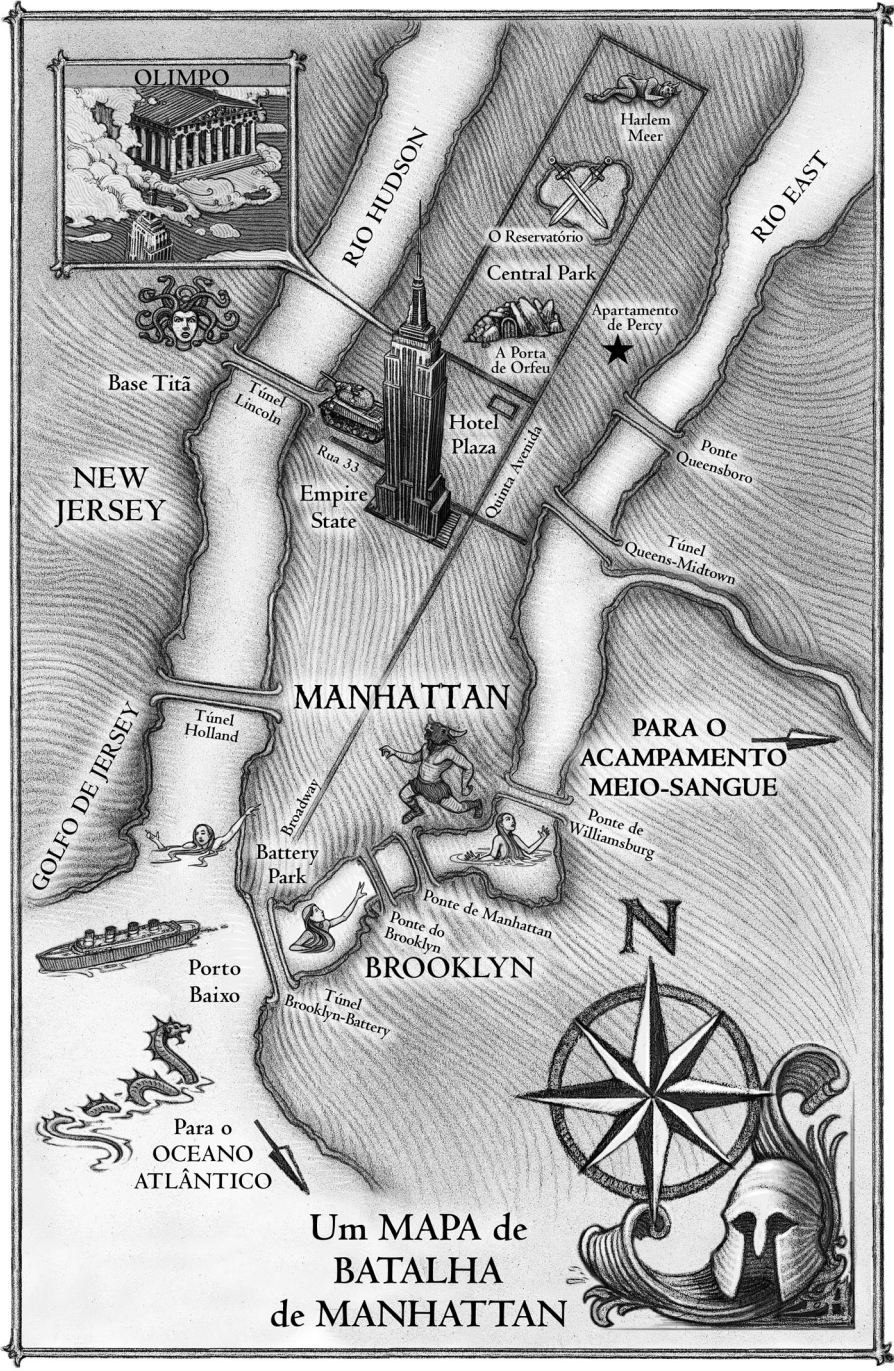 OLIMPO
RIO HUDSON
Harlem
Meer
RIO EAST
O Reservatório
Central Park
Apartamento
de Percy
A Porta
de Orfeu
Base Titã
Túnel
Lincoln
Hotel
Plaza
Quinta Avenida
Ponte
Queensboro
Rua 33
NEW
JERSEY
Empire
State
Túnel
Queens-Midtown
MANHATTAN
GOLFO DE JERSEY
Túnel
Holland
PARA O
ACAMPAMENTO
MEIO-SANGUE
Broadway
Ponte de
Williamsburg
Battery
Park
Ponte de Manhattan
Ponte do
Brooklyn
BROOKLYN
N
Porto
Baixo
Túnel
Brooklyn-Battery
Para o
OCEANO
ATLÂNTICO
Um MAPA de
BATALHA
de MANHATTAN